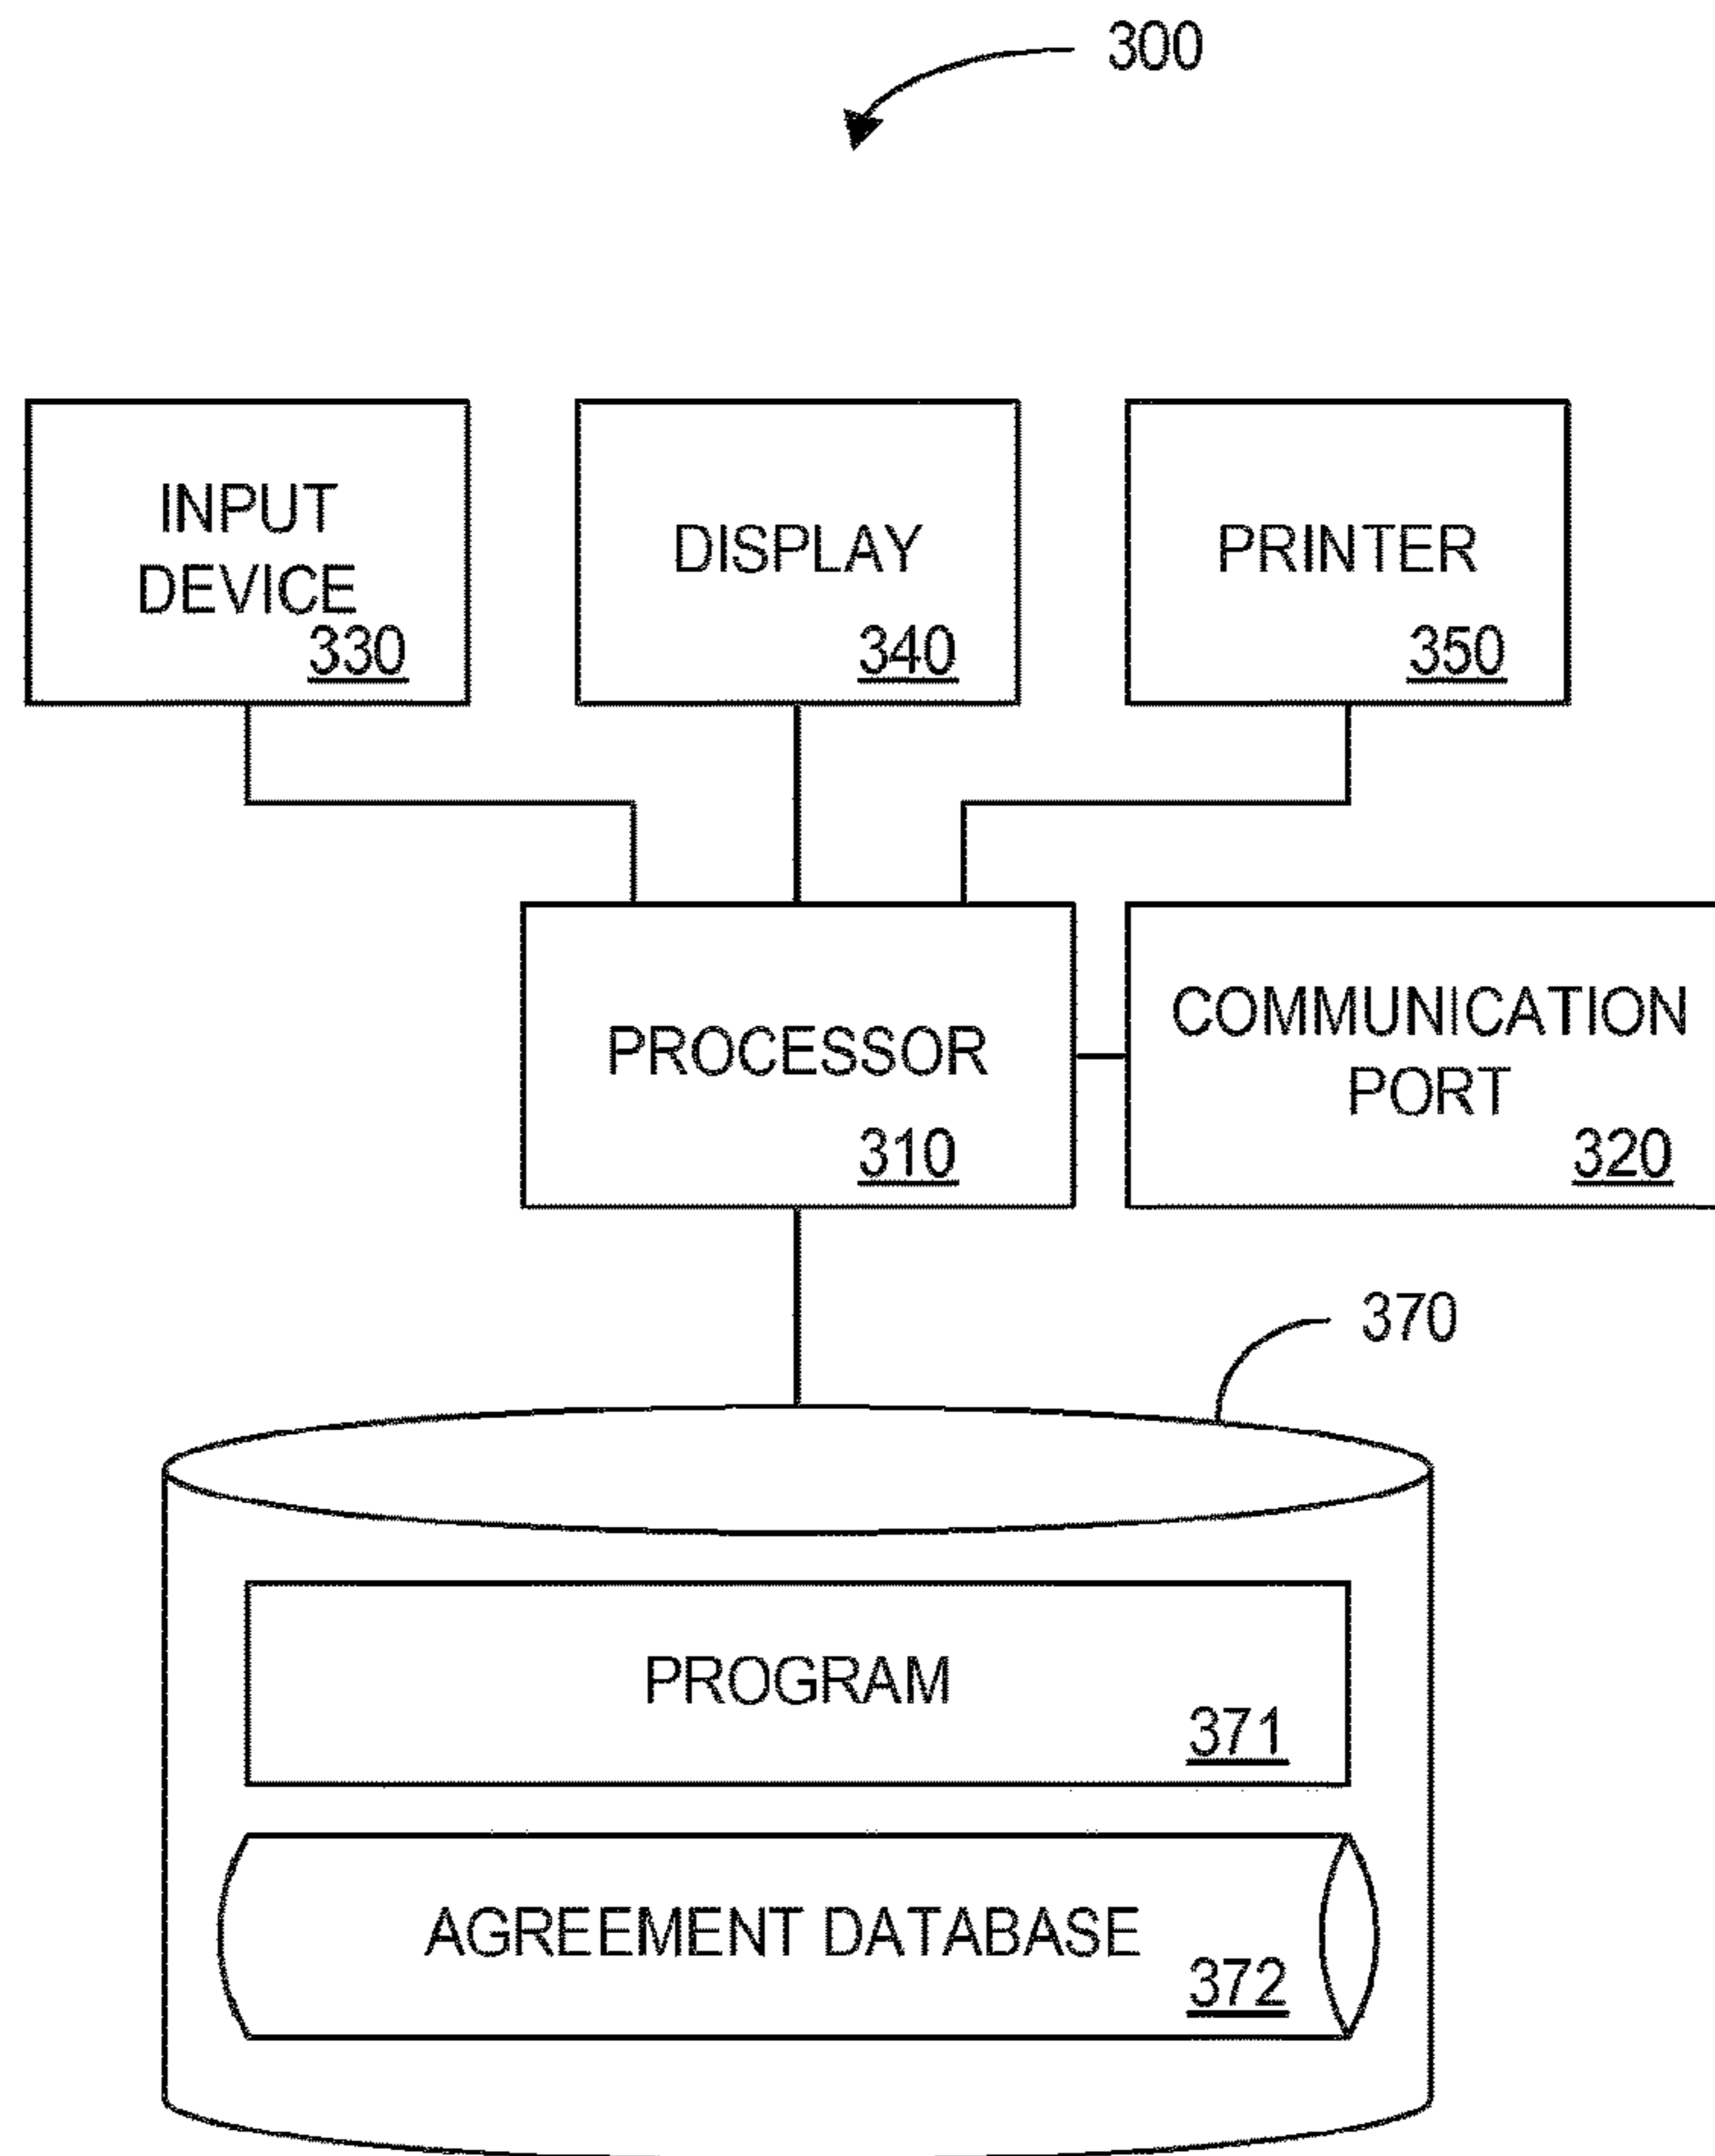 300
INPUT
DEVICE
330
DISPLAY
340
PRINTER
350
PROCESSOR
310
COMMUNICATION
PORT
320
370
PROGRAM
371
AGREEMENT DATABASE
372